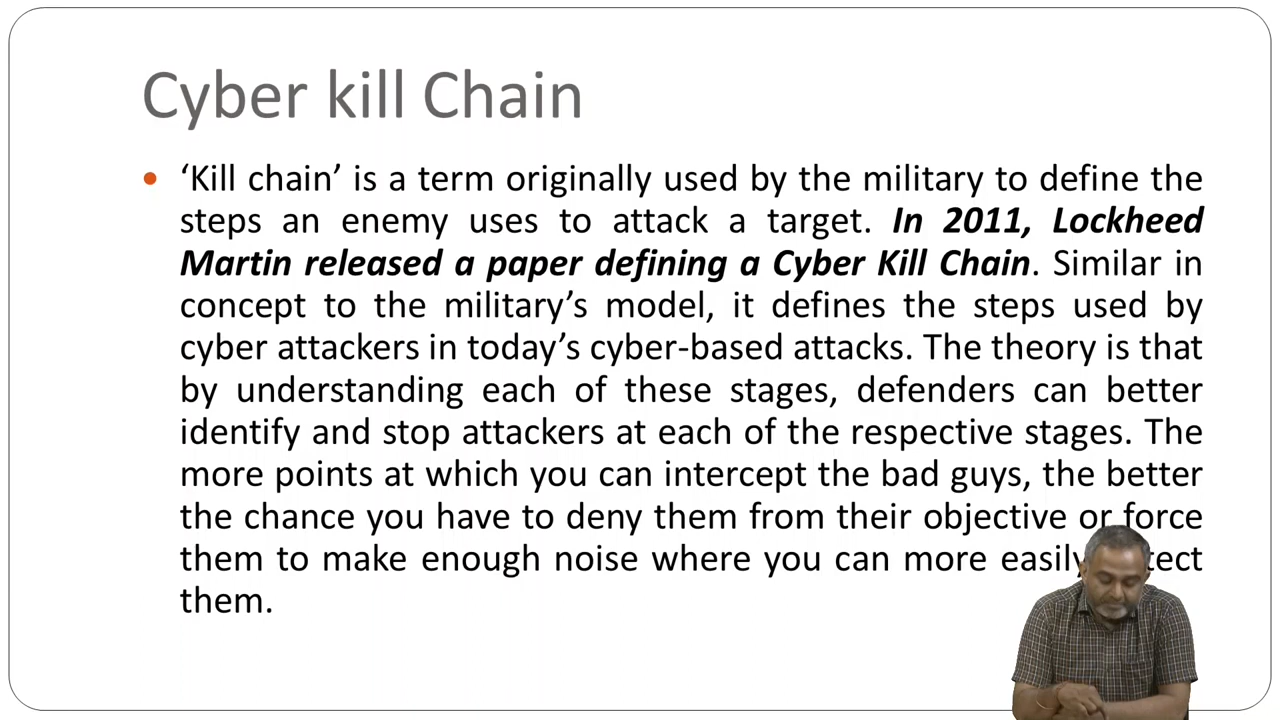 Cyber kill Chain
• ‘Kill chain’ is a term originally used by the military to define the
steps an enemy uses to attack a target. In 2011, Lockheed
Martin released a paper defining a Cyber Kill Chain. Similar in
concept to the military’s model, it defines the steps used by
cyber attackers in today’s cyber-based attacks. The theory is that
by understanding each of these stages, defenders can better
identify and stop attackers at each of the respective stages. The
more points at which you can intercept the bad guys, the better
the chance you have to deny them from their objective or force
them to make enough noise where you can more easily
them.